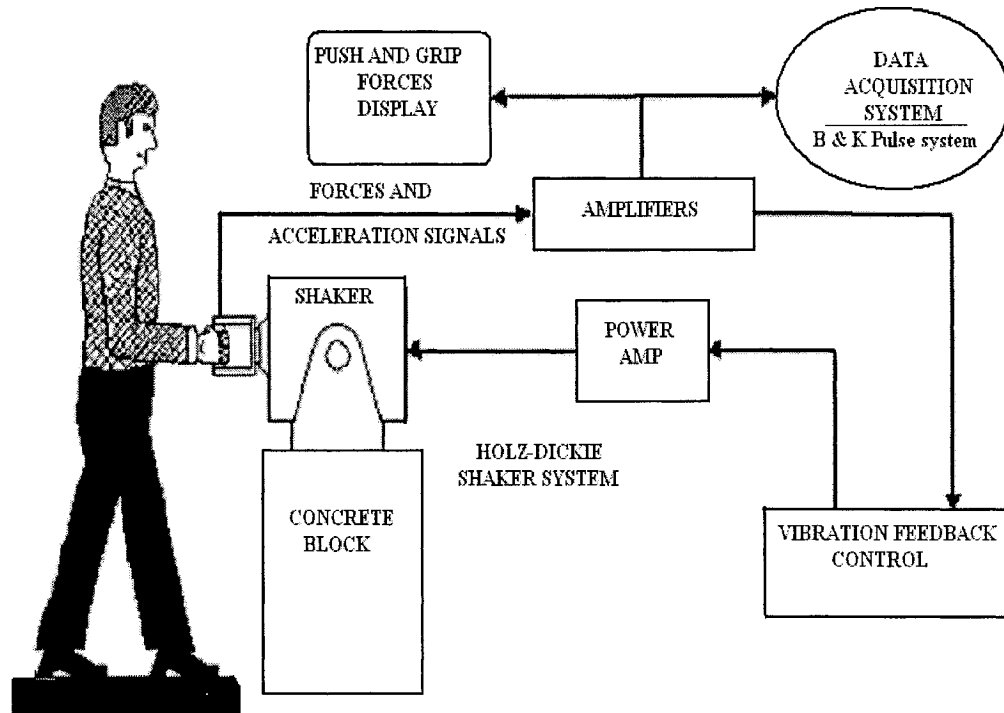 PUSH AND GRIP
FORCES
DISPLAY
DATA
ACQUISITION
SYSTEM
B & K Pulse system
FORCES AND
ACCELERATION SIGNALS
AMPLIFIERS
SHAKER
POWER
AMP
HOLZ-DICKIE
SHAKER SYSTEM
CONCRETE
BLOCK
VIBRATION FEEDBACK
CONTROL